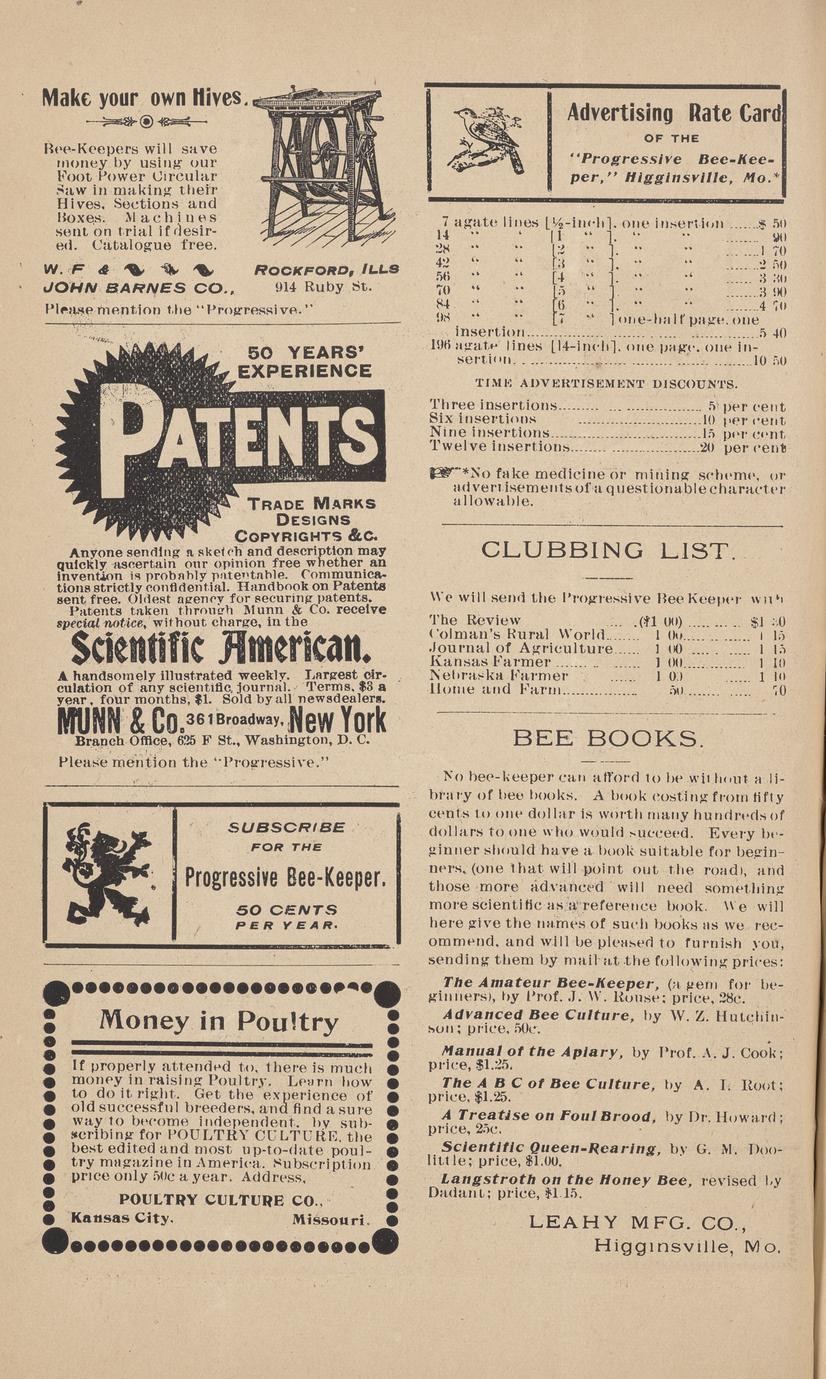 Make your own Hives.
Bee-Keepers will save
money by using our
Foot Power Circular
Saw in making their
Hives, Sections and
Boxes. Machines
sent on trial if desir-
ed. Catalogue free.
W. F &
JOHN BARNES CO.,
ROCKFORD, ILLS
914 Ruby St.
Please mention the "Progressive."
50 YEARS'
EXPERIENCE
PATENTS
TRADE MARKS
DESIGNS
COPYRIGHTS &C.
Anyone sending a sketch and description may
quickly ascertain our opinion free whether an
invention is probably patentable. Communica-
tions strictly confidential. Handbook on Patents
sent free. Oldest agency for securing patents.
Patents taken through Munn & Co. receive
special notice, without charge, in the
Scientific American.
A handsomely illustrated weekly. Largest cir-
culation of any scientific journal. Terms, $3 a
year, four months, $1. Sold by all newsdealers.
MUNN & Co. 361 Broadway, New York
Branch Office, 625 F St., Washington, D. C.
Please mention the "Progressive."
SUBSCRIBE
FOR THE
Progressive Bee-Keeper.
50 CENTS
PER YEAR.
Money in Poultry
If properly attended to, there is much
money in raising Poultry. Learn how
to do it right. Get the experience of
old successful breeders, and find a sure
way to become independent, by sub-
scribing for POULTRY CULTURE, the
best edited and most up-to-date poul-
try magazine in America. Subscription
price only 50c a year. Address,
POULTRY CULTURE CO.,
Kansas City. Missouri.
Advertising Rate Card
OF THE
"Progressive Bee-Kee-
per," Higginsville, Mo.*
7 agate lines [½-inch], one insertion ......$ 50
14 " " [1 " ], " " ........ 90
28 " " [2 " ], " " ........1 70
42 " " [3 " ], " " ........2 50
56 " " [4 " ], " " ........3 30
70 " " [5 " ], " " ........3 90
84 " " [6 " ], " " ........4 70
98 " " [7 " ] one-half page, one
insertion........................5 40
196 agate lines [14-inch], one page, one in-
sertion.........................10 50
TIME ADVERTISEMENT DISCOUNTS.
Three insertions........................ 5 per cent
Six insertions ........................10 per cent
Nine insertions........................15 per cent
Twelve insertions........................20 per cent
*No fake medicine or mining scheme, or
advertisements of a questionable character
allowable.
CLUBBING LIST.
We will send the Progressive Bee Keeper with
The Review .... .($1 00) ......... $1 30
Colman's Rural World....... 1 00............ 1 15
Journal of Agriculture...... 1 00 ..... ...... 1 15
Kansas Farmer ......... 1 00............ 1 10
Nebraska Farmer ...... 1 00 ...... 1 10
Home and Farm.................. 50 ............ 70
BEE BOOKS.
No bee-keeper can afford to be without a li-
brary of bee books. A book costing from fifty
cents to one dollar is worth many hundreds of
dollars to one who would succeed. Every be-
ginner should have a book suitable for begin-
ners, (one that will point out the road), and
those more advanced will need something
more scientific as a reference book. We will
here give the names of such books as we rec-
ommend, and will be pleased to furnish you,
sending them by mail at the following prices:
The Amateur Bee-Keeper, (a gem for be-
ginners), by Prof. J. W. Rouse; price, 28c.
Advanced Bee Culture, by W. Z. Hutchin-
son; price, 50c.
Manual of the Apiary, by Prof. A. J. Cook;
price, $1.25.
The A B C of Bee Culture, by A. I. Root;
price, $1.25.
A Treatise on Foul Brood, by Dr. Howard;
price, 25c.
Scientific Queen-Rearing, by G. M. Doo-
little; price, $1.00.
Langstroth on the Honey Bee, revised by
Dadant; price, $1.15.
LEAHY MFG. CO.,
Higginsville, Mo.